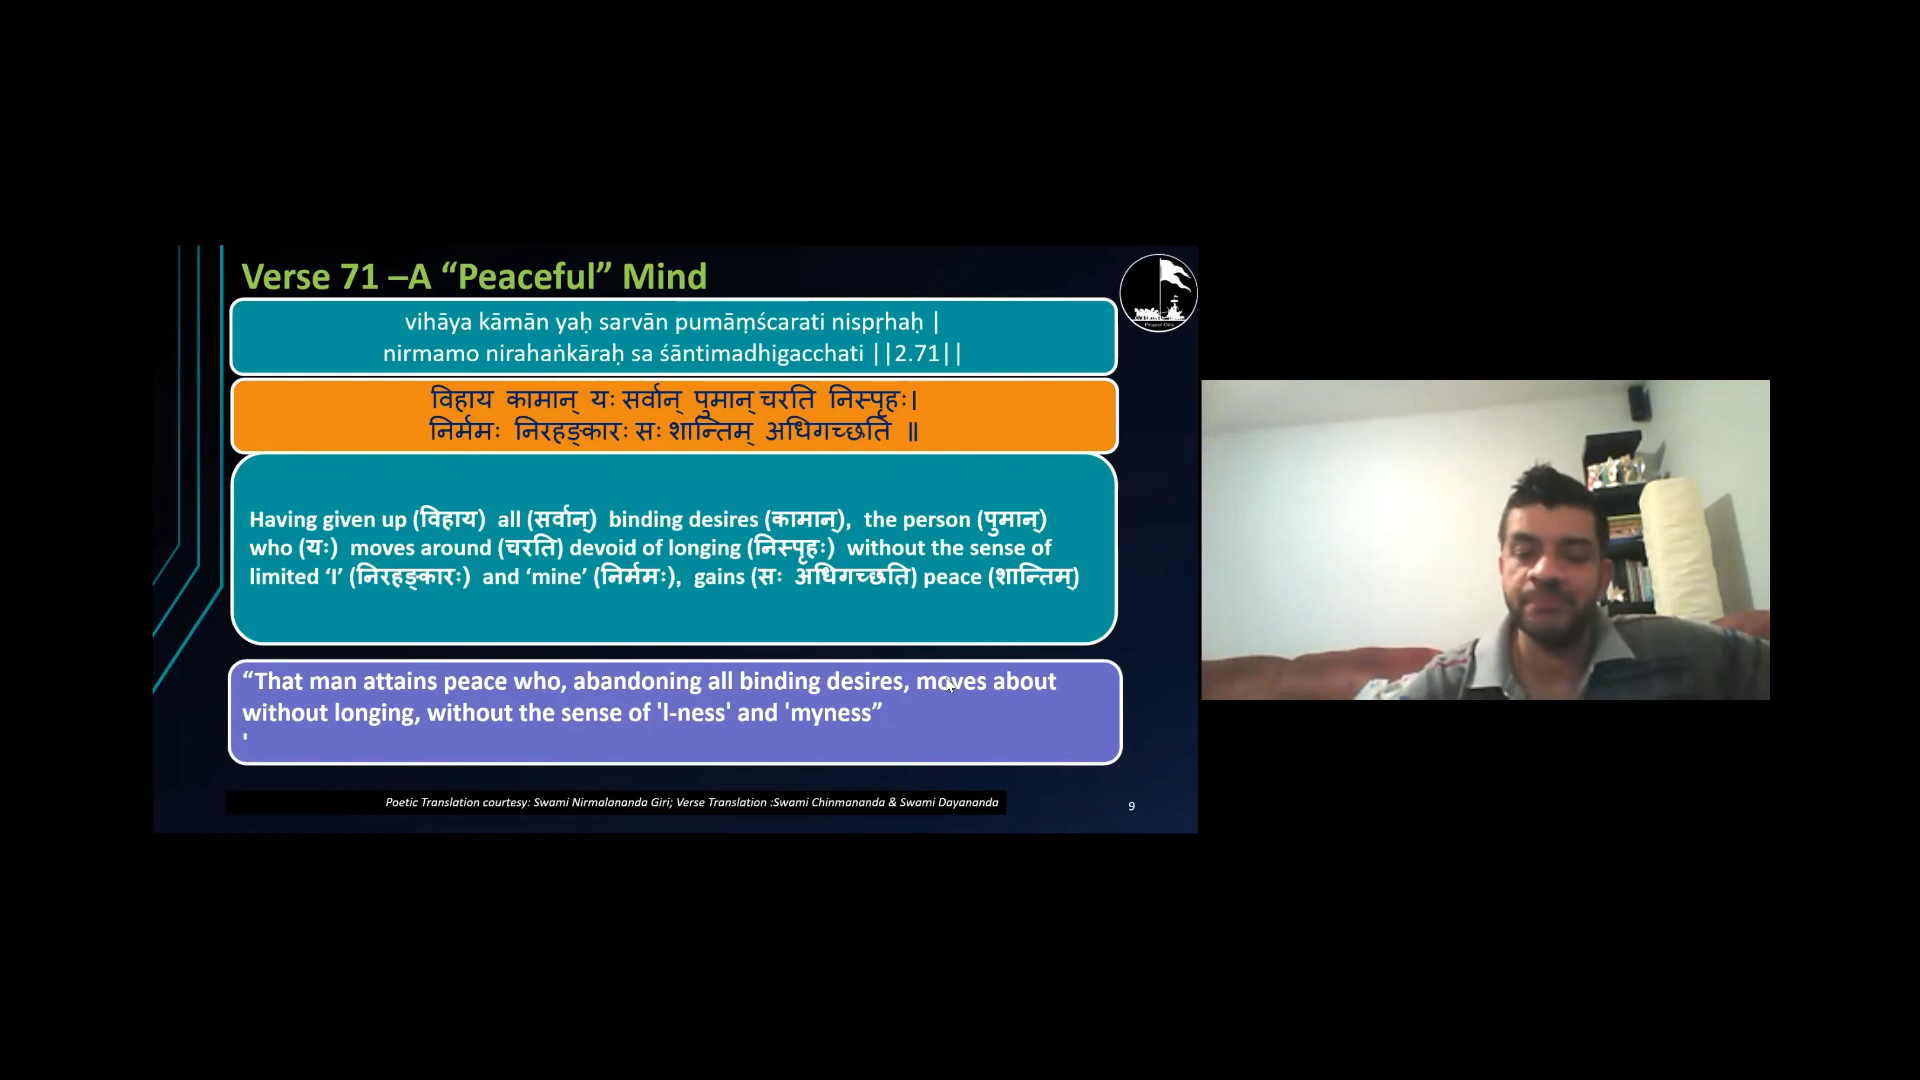 Verse 71 –A “Peaceful” Mind
vihāya kāmān yaḥ sarvān pumāṃścarati nispṛhaḥ |
nirmamo nirahaṅkāraḥ sa śāntimadhigacchati ||2.71||
विहाय कामान् यः सर्वान् पुमान् चरति निस्पृहः।
निर्ममः निरहङ्कारः सः शान्तिम् अधिगच्छति ॥
Having given up (विहाय) all (सर्वान्) binding desires (कामान्), the person (पुमान्)
who (यः) moves around (चरति) devoid of longing (निस्पृहः) without the sense of
limited ‘I’ (निरहङ्कारः) and ‘mine’ (निर्ममः), gains (सः अधिगच्छति) peace (शान्तिम्)
“That man attains peace who, abandoning all binding desires, moves about
without longing, without the sense of 'I-ness' and 'myness”
'
Poetic Translation courtesy: Swami Nirmalananda Giri; Verse Translation :Swami Chinmananda & Swami Dayananda
9